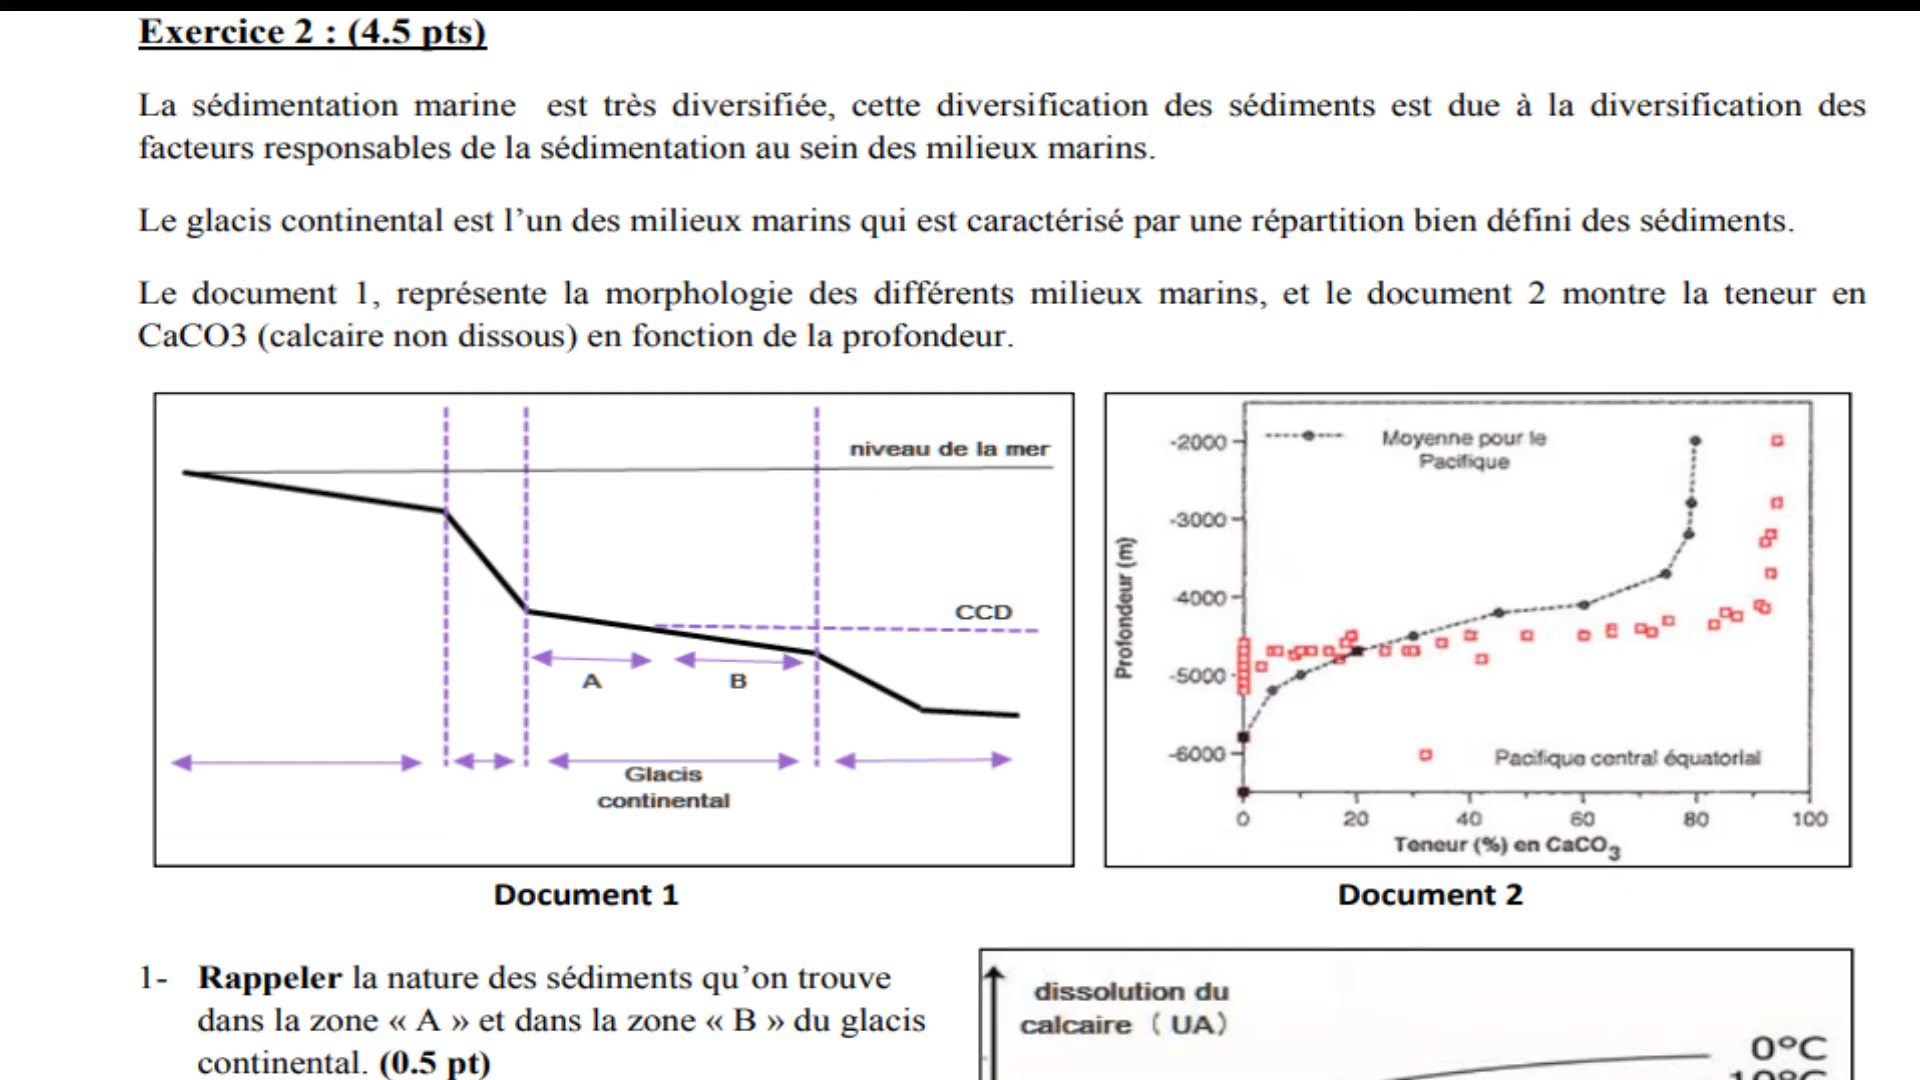 Exercice 2 : (4.5 pts)
La sédimentation marine est très diversifiée, cette diversification des sédiments est due à la diversification des
facteurs responsables de la sédimentation au sein des milieux marins.
Le glacis continental est l’un des milieux marins qui est caractérisé par une répartition bien défini des sédiments.
Le document 1, représente la morphologie des différents milieux marins, et le document 2 montre la teneur en
CaCO3 (calcaire non dissous) en fonction de la profondeur.
niveau de la mer
CCD
A
B
Glacis
continental
Document 1
Moyenne pour le
Pacifique
Profondeur (m)
-2000
-3000
-4000
-5000
-6000
Pacifique central équatorial
0 20 40 60 80 100
Teneur (%) en CaCO3
Document 2
1- Rappeler la nature des sédiments qu’on trouve
dans la zone « A » et dans la zone « B » du glacis
continental. (0.5 pt)
dissolution du
calcaire ( UA)
0°C